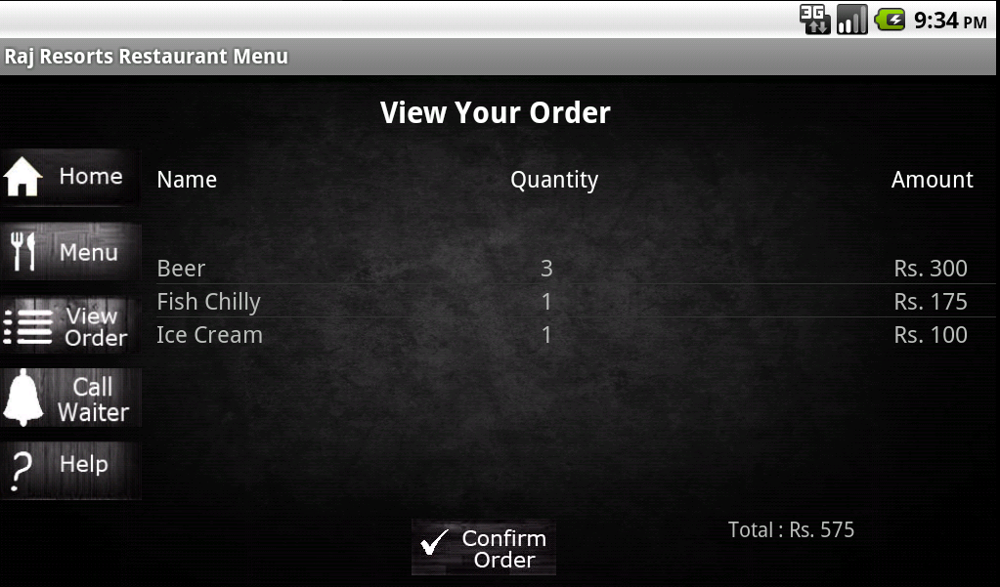 3G 9:34 PM
Raj Resorts Restaurant Menu
View Your Order
Home
Menu
View
Order
Call
Waiter
Help
Name Quantity Amount
Beer 3 Rs. 300
Fish Chilly 1 Rs. 175
Ice Cream 1 Rs. 100
Total : Rs. 575
Confirm
Order